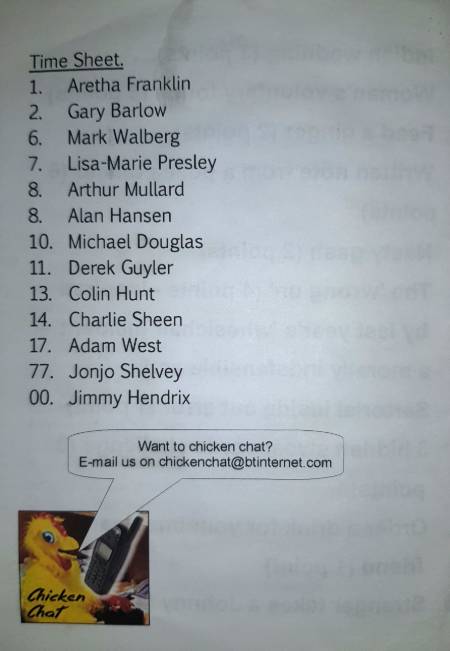 Time Sheet.
1. Aretha Franklin
2. Gary Barlow
6. Mark Walberg
7. Lisa-Marie Presley
8. Arthur Mullard
8. Alan Hansen
10. Michael Douglas
11. Derek Guyler
13. Colin Hunt
14. Charlie Sheen
17. Adam West
77. Jonjo Shelvey
00. Jimmy Hendrix
Want to chicken chat?
E-mail us on chickenchat@btinternet.com
Chicken
Chat